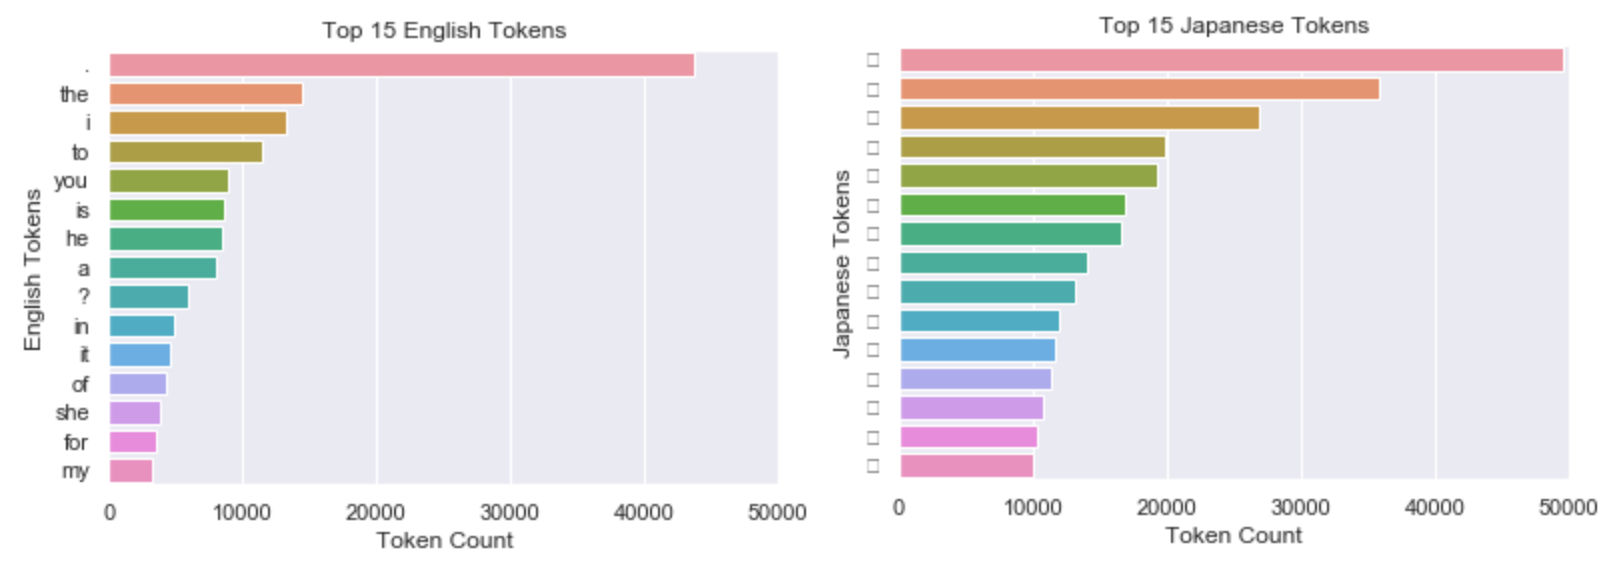 Top 15 English Tokens
English Tokens
.
the
i
to
you
is
he
a
?
in
it
of
she
for
my
0 10000 20000 30000 40000 50000
Token Count
Top 15 Japanese Tokens
Japanese Tokens
0 10000 20000 30000 40000 50000
Token Count